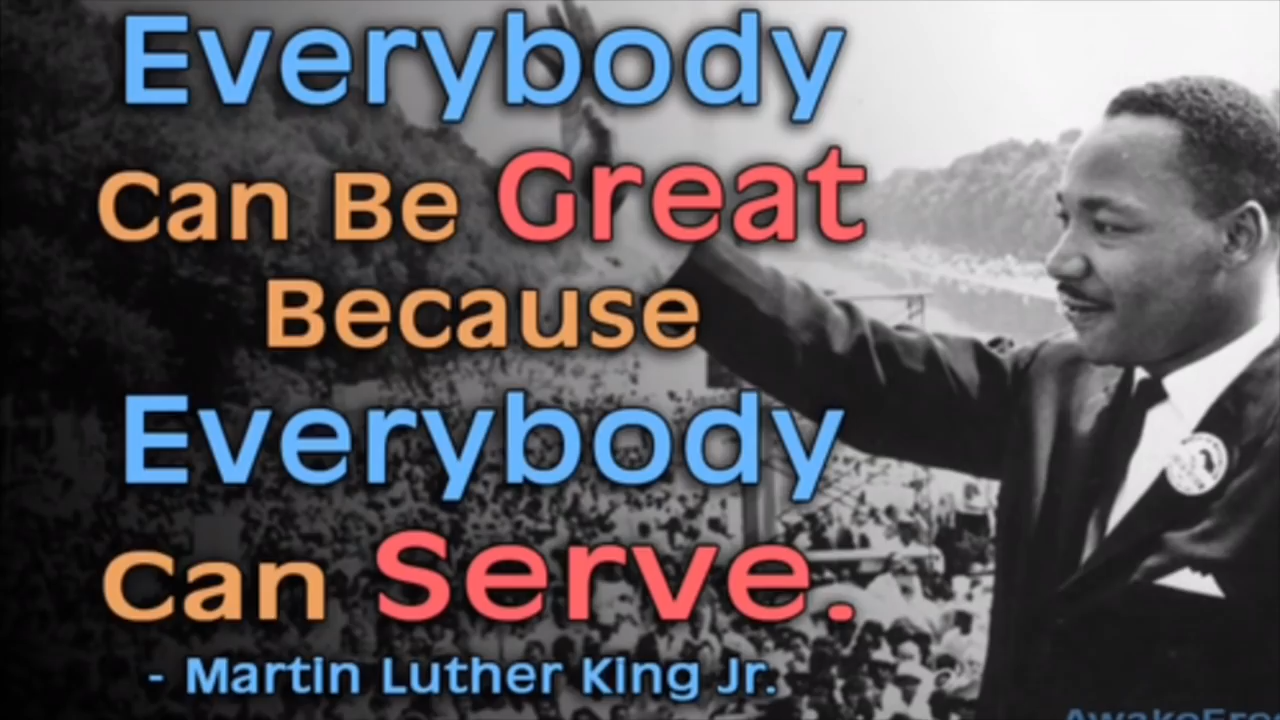 Everybody
Can Be Great
Because
Everybody
Can Serve.
- Martin Luther King Jr.